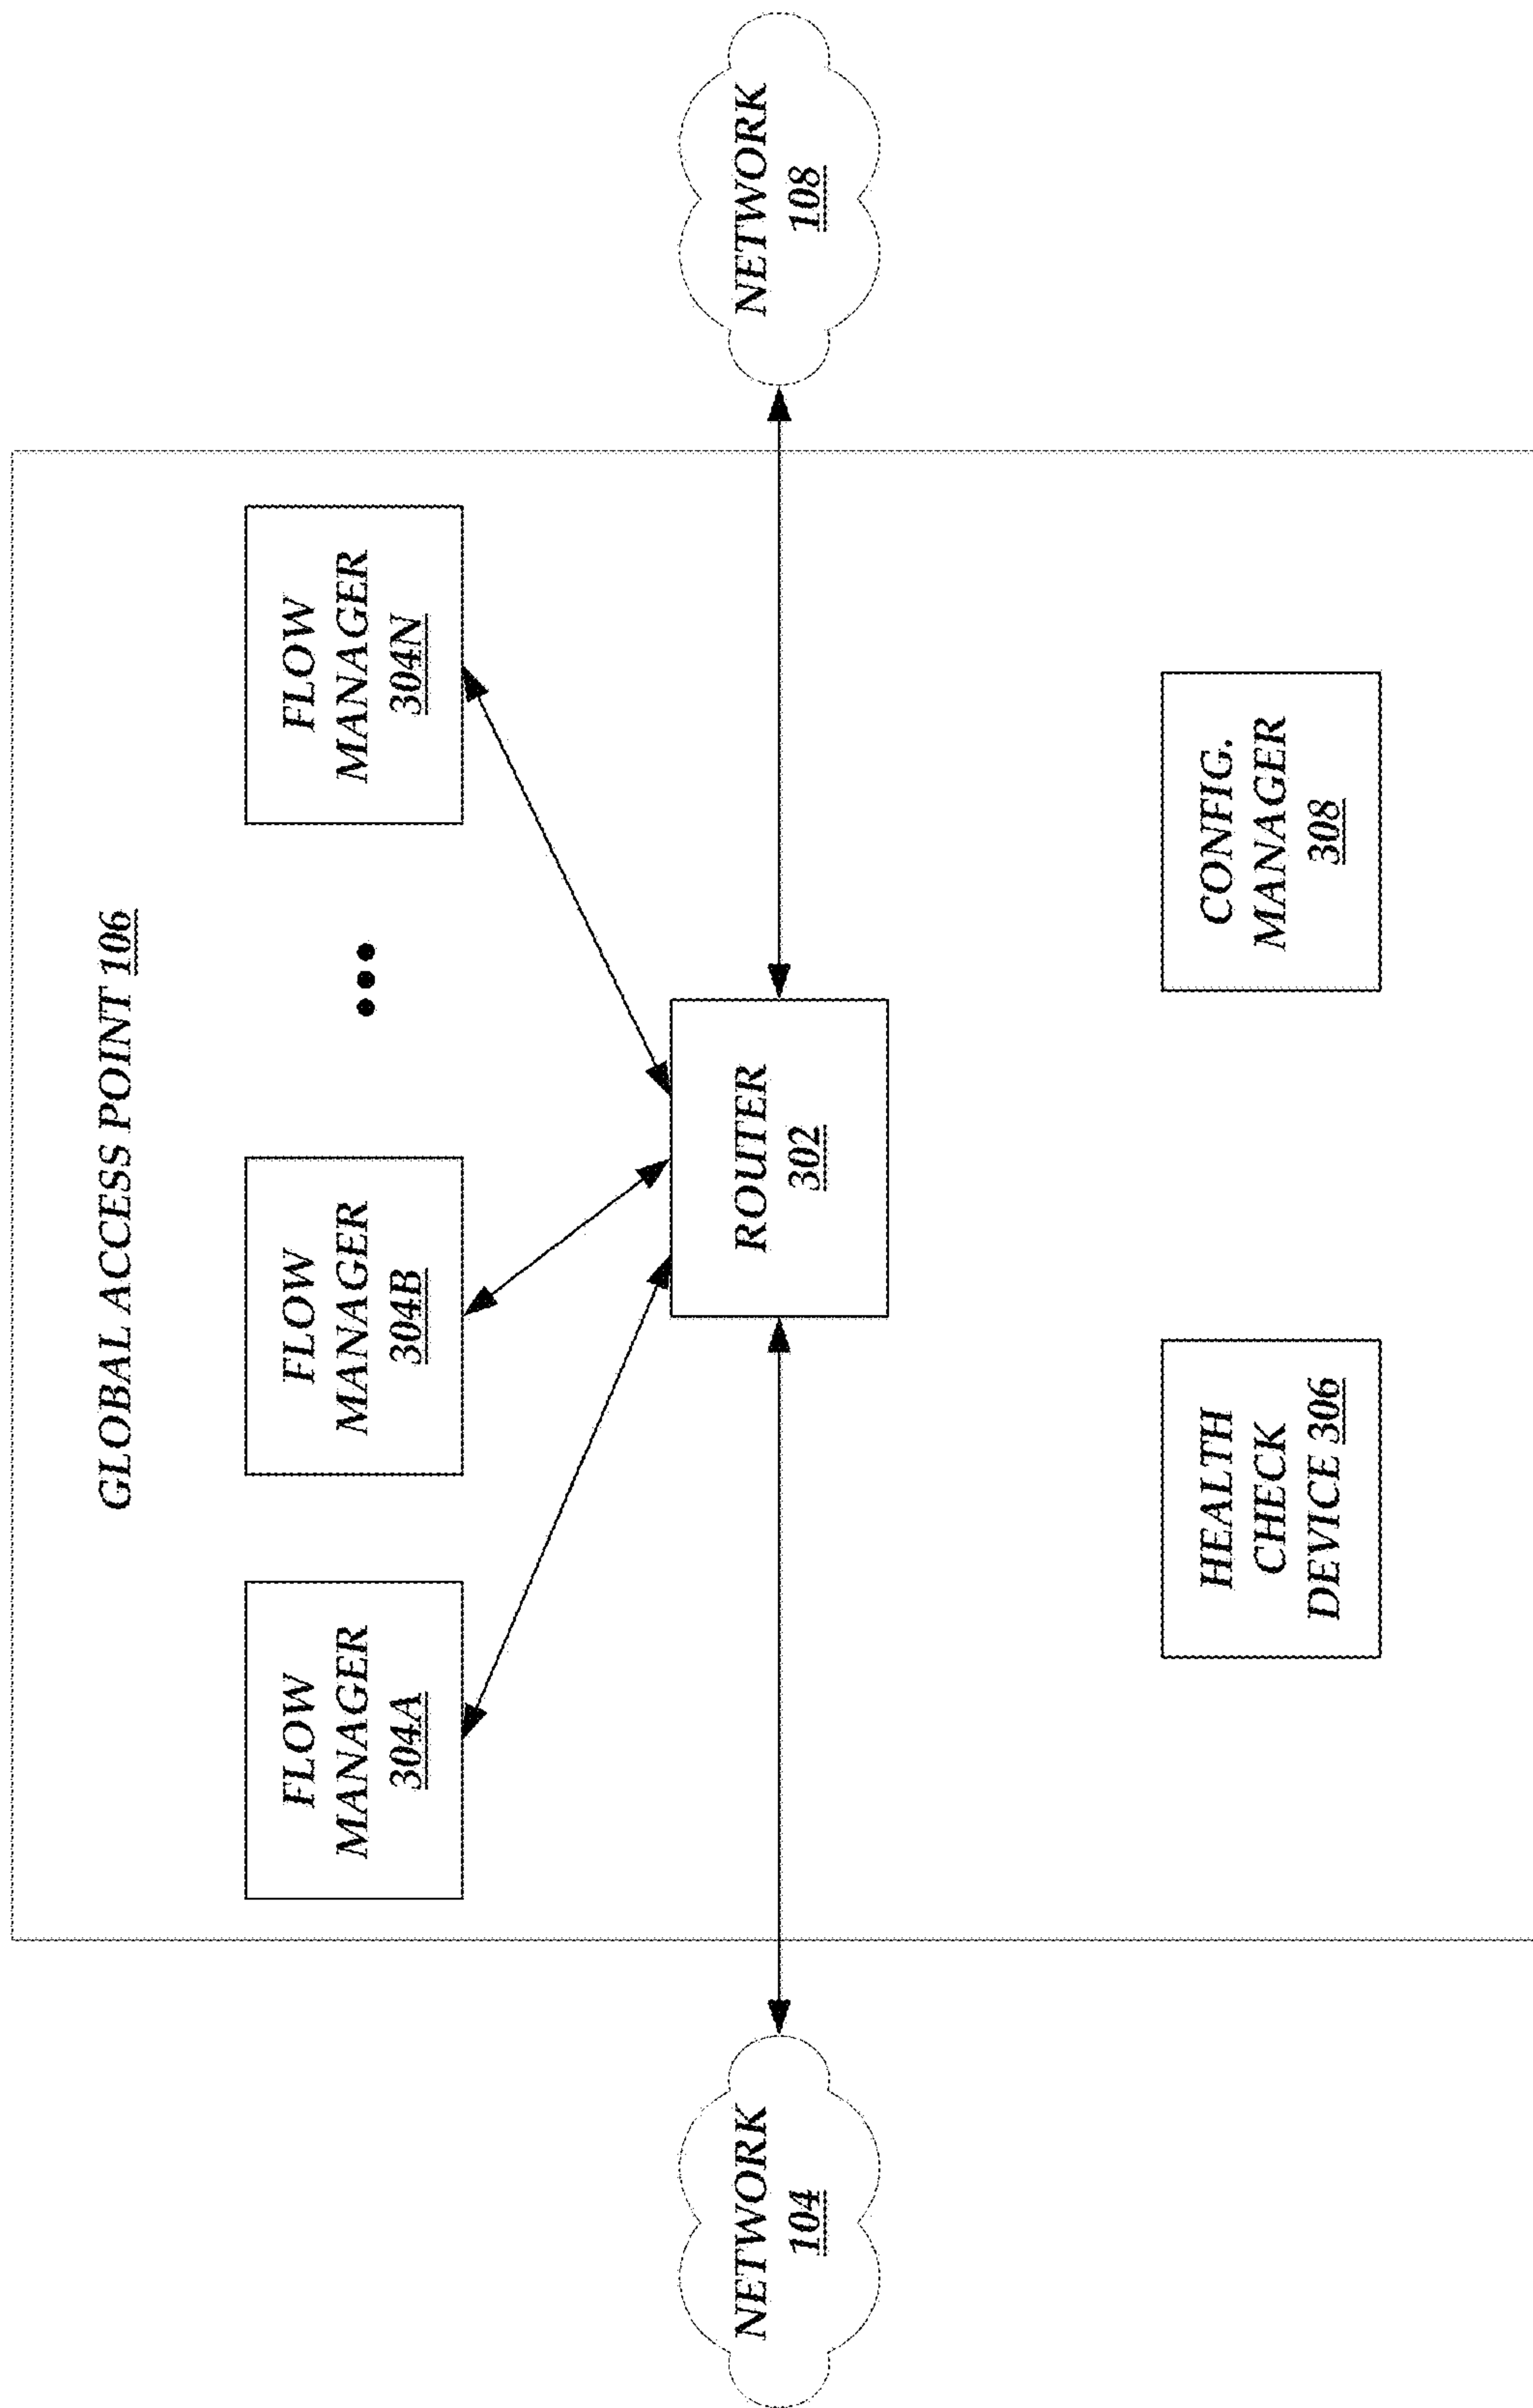 GLOBAL ACCESS POINT 106
FLOW
MANAGER
304A
FLOW
MANAGER
304B
FLOW
MANAGER
304N
NETWORK
104
ROUTER
302
NETWORK
108
HEALTH
CHECK
DEVICE 306
CONFIG.
MANAGER
308